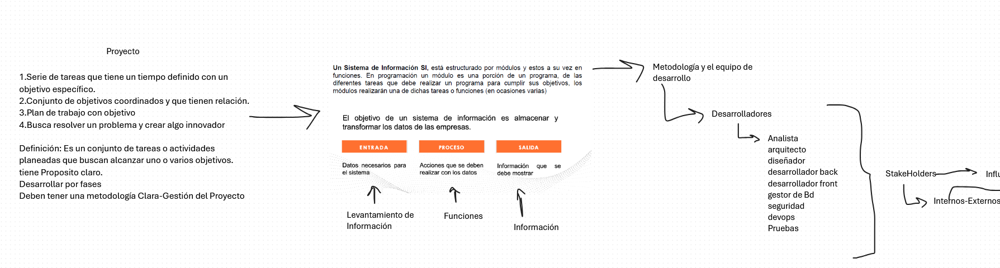 Proyecto
1.Serie de tareas que tiene un tiempo definido con un
objetivo específico.
2.Conjunto de objetivos coordinados y que tienen relación.
3.Plan de trabajo con objetivo
4.Busca resolver un problema y crear algo innovador
Definición: Es un conjunto de tareas o actividades
planeadas que buscan alcanzar uno o varios objetivos.
tiene Proposito claro.
Desarrollar por fases
Deben tener una metodología Clara-Gestión del Proyecto
Un Sistema de Información SI, está estructurado por módulos y estos a su vez en
funciones. En programación un módulo es una porción de un programa, de las
diferentes tareas que debe realizar un programa para cumplir sus objetivos, los
módulos realizarán una de dichas tareas o funciones (en ocasiones varias)
El objetivo de un sistema de información es almacenar y
transformar los datos de las empresas.
ENTRADA
Datos necesarios para
el sistema
PROCESO
Acciones que se deben
realizar con los datos
SALIDA
Información que se
debe mostrar
Levantamiento de
Información
Funciones
Información
Metodología y el equipo de
desarrollo
Desarrolladores
Analista
arquitecto
diseñador
desarrollador back
desarrollador front
gestor de Bd
seguridad
devops
Pruebas
StakeHolders
Influ
Internos-Externos